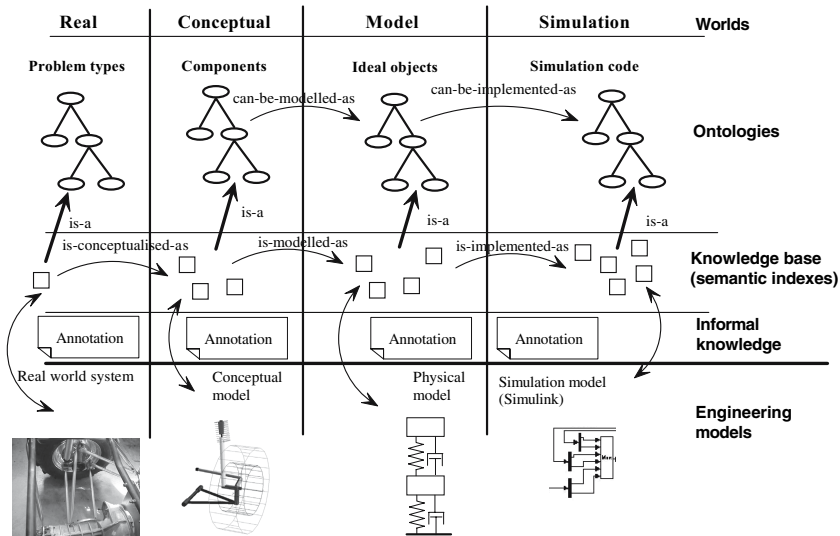 Real Conceptual Model Simulation Worlds
Problem types Components Ideal objects Simulation code
can-be-modelled-as can-be-implemented-as
Ontologies
is-a is-a is-a is-a
is-conceptualised-as is-modelled-as is-implemented-as
Knowledge base
(semantic indexes)
Annotation Annotation Annotation Annotation
Informal
knowledge
Real world system
Conceptual
model
Physical
model
Simulation model
(Simulink)
Engineering
models